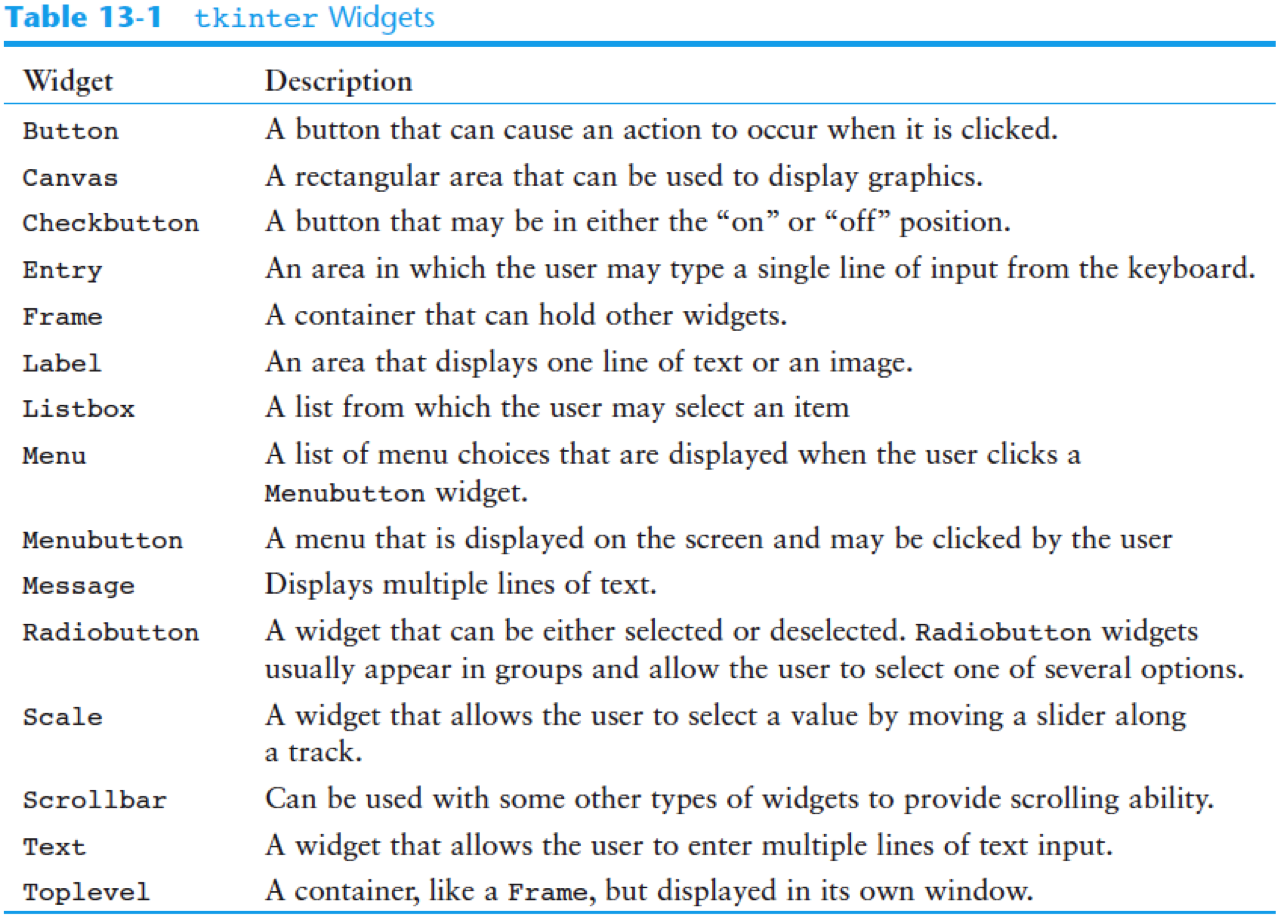 Table 13-1 tkinter Widgets
Widget Description
Button A button that can cause an action to occur when it is clicked.
Canvas A rectangular area that can be used to display graphics.
Checkbutton A button that may be in either the “on” or “off” position.
Entry An area in which the user may type a single line of input from the keyboard.
Frame A container that can hold other widgets.
Label An area that displays one line of text or an image.
Listbox A list from which the user may select an item
Menu A list of menu choices that are displayed when the user clicks a
Menubutton widget.
Menubutton A menu that is displayed on the screen and may be clicked by the user
Message Displays multiple lines of text.
Radiobutton A widget that can be either selected or deselected. Radiobutton widgets
usually appear in groups and allow the user to select one of several options.
Scale A widget that allows the user to select a value by moving a slider along
a track.
Scrollbar Can be used with some other types of widgets to provide scrolling ability.
Text A widget that allows the user to enter multiple lines of text input.
Toplevel A container, like a Frame, but displayed in its own window.